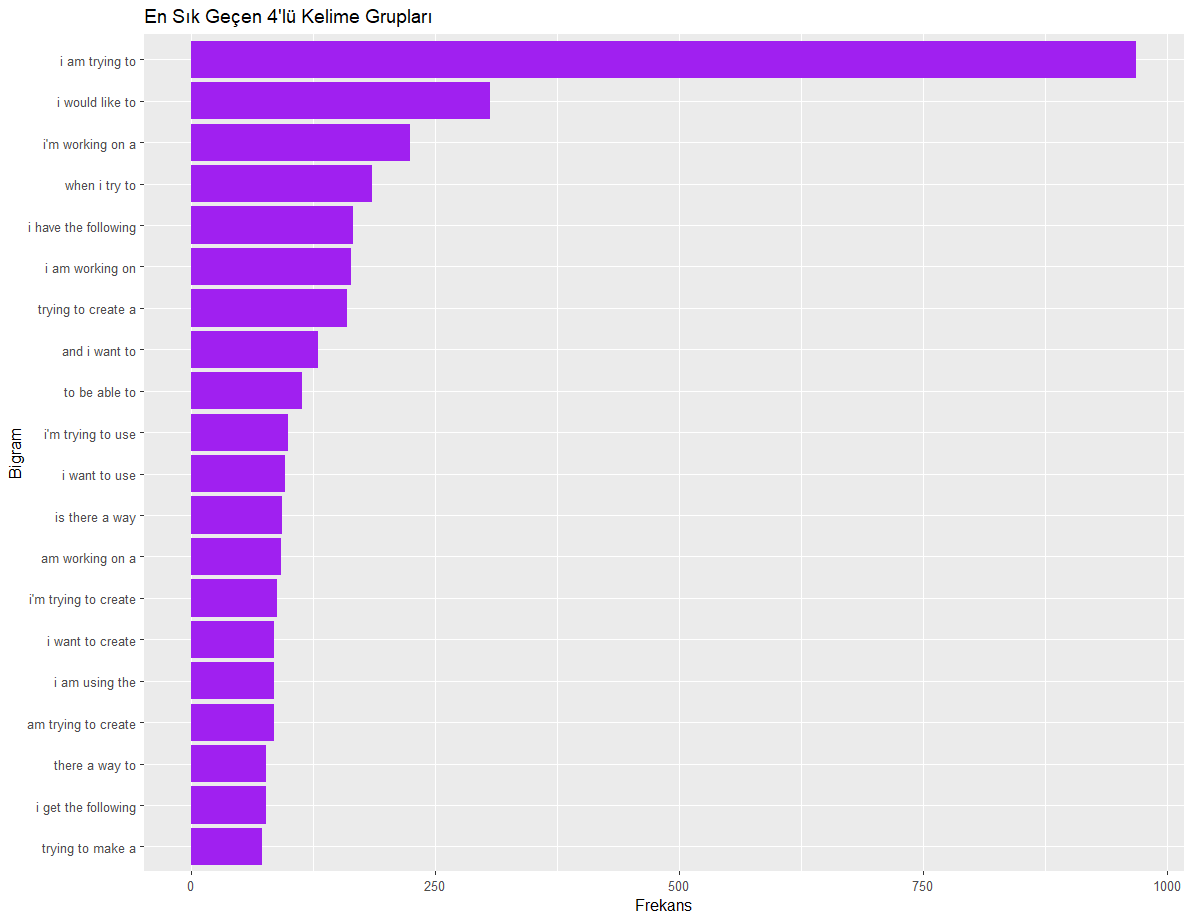 En Sık Geçen 4'lü Kelime Grupları
i am trying to
i would like to
i'm working on a
when i try to
i have the following
i am working on
trying to create a
and i want to
to be able to
i'm trying to use
i want to use
is there a way
am working on a
i'm trying to create
i want to create
i am using the
am trying to create
there a way to
i get the following
trying to make a
Bigram
0 250 500 750 1000
Frekans